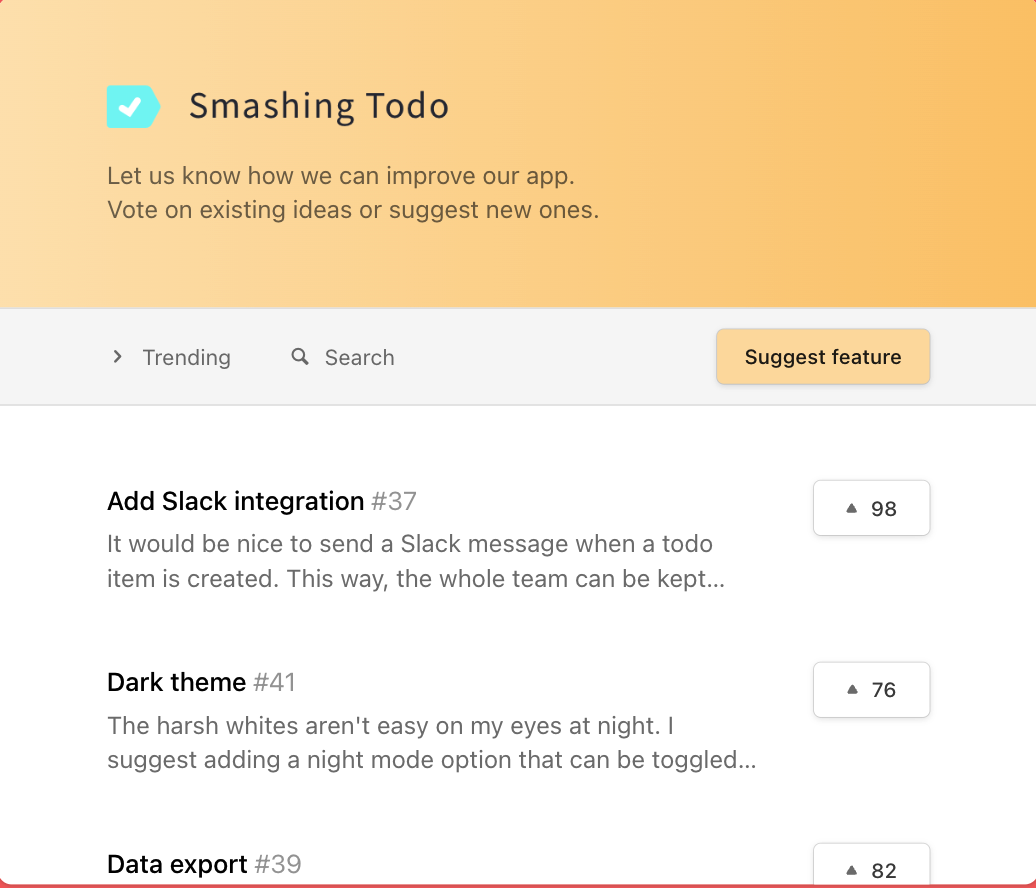 Smashing Todo
Let us know how we can improve our app.
Vote on existing ideas or suggest new ones.
Trending
Search
Suggest feature
Add Slack integration #37
98
It would be nice to send a Slack message when a todo
item is created. This way, the whole team can be kept...
Dark theme #41
76
The harsh whites aren't easy on my eyes at night. I
suggest adding a night mode option that can be toggled...
Data export #39
82